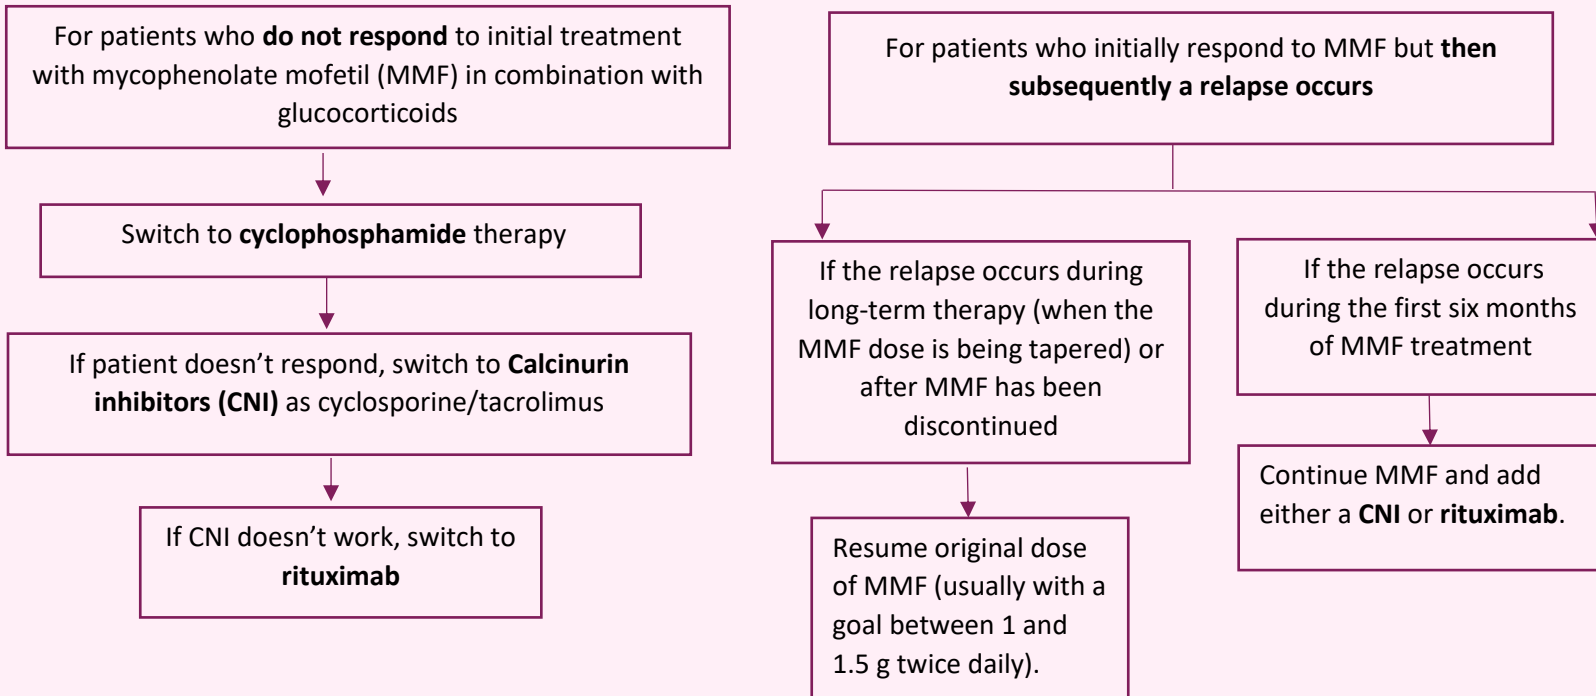 For patients who do not respond to initial treatment
with mycophenolate mofetil (MMF) in combination with
glucocorticoids
Switch to cyclophosphamide therapy
If patient doesn’t respond, switch to Calcinurin
inhibitors (CNI) as cyclosporine/tacrolimus
If CNI doesn’t work, switch to
rituximab
For patients who initially respond to MMF but then
subsequently a relapse occurs
If the relapse occurs during
long-term therapy (when the
MMF dose is being tapered) or
after MMF has been
discontinued
Resume original dose
of MMF (usually with a
goal between 1 and
1.5 g twice daily).
If the relapse occurs
during the first six months
of MMF treatment
Continue MMF and add
either a CNI or rituximab.